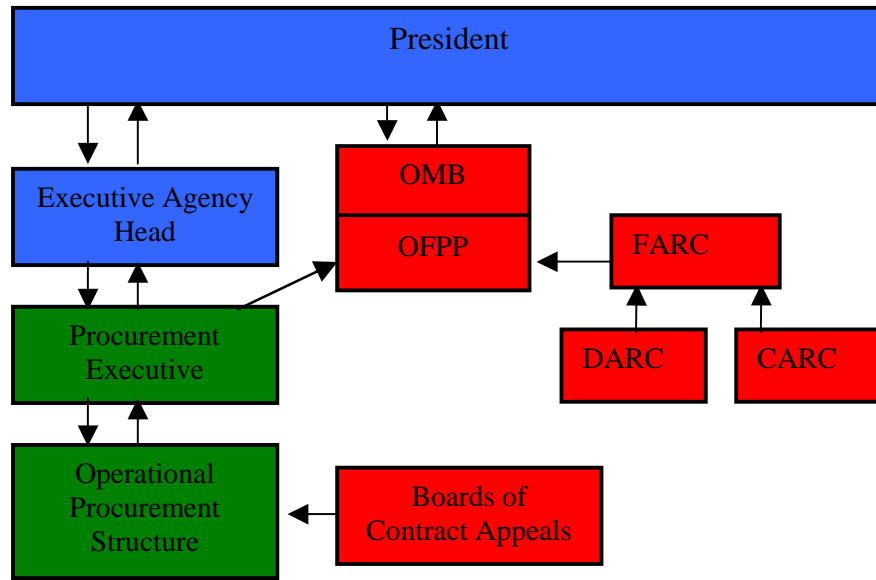 President
Executive Agency
Head
OMB
OFPP
FARC
Procurement
Executive
DARC
CARC
Operational
Procurement
Structure
Boards of
Contract Appeals